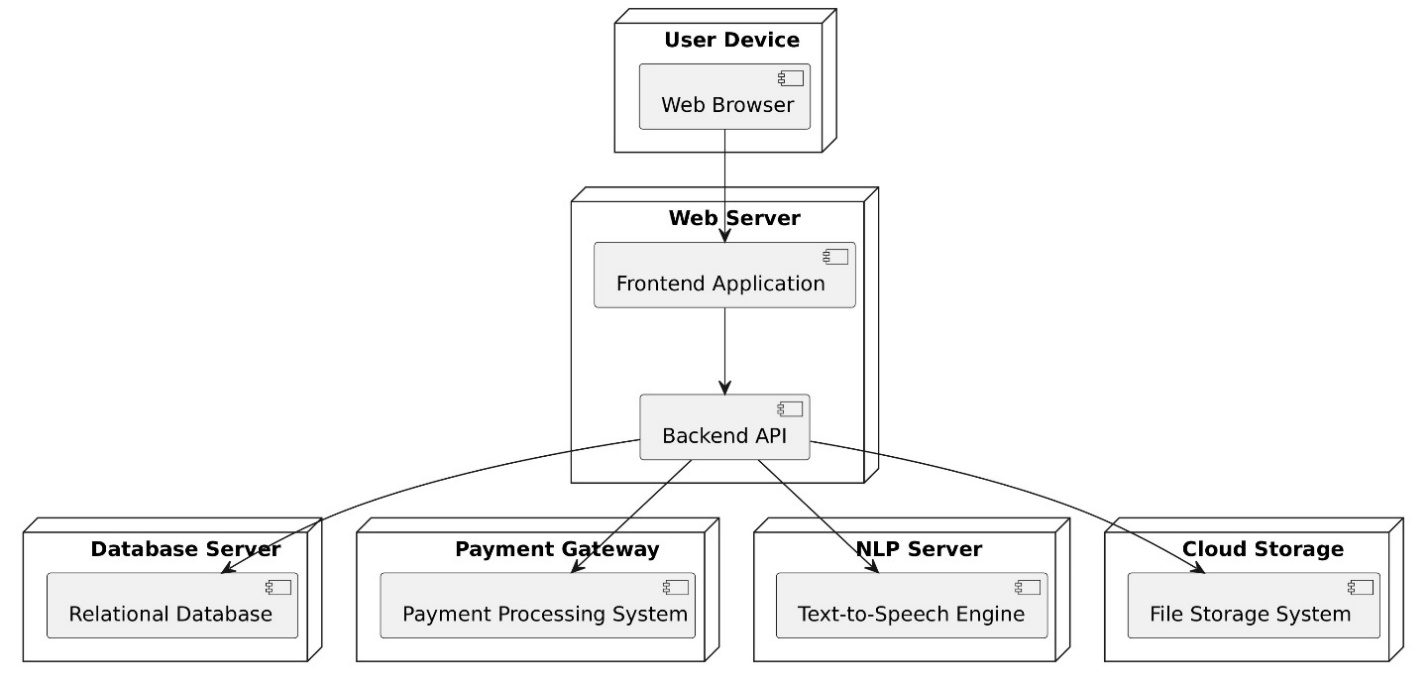 User Device
Web Browser
Web Server
Frontend Application
Backend API
Database Server
Relational Database
Payment Gateway
Payment Processing System
NLP Server
Text-to-Speech Engine
Cloud Storage
File Storage System